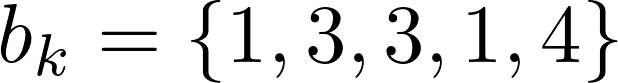 b_k = {1, 3, 3, 1, 4}